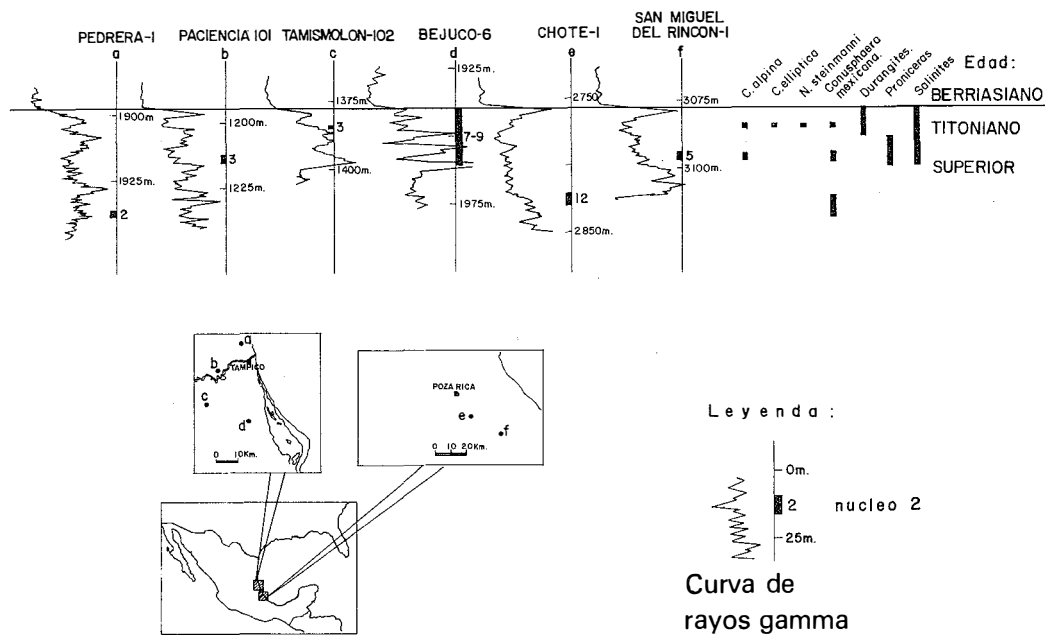 PEDRERA-1
a
PACIENCIA 101
b
TAMISMOLON-102
c
BEJUCO-6
d
CHOTE-1
e
SAN MIGUEL
DEL RINCON-1
f
C. alpina
C. elliptica
N. steinmanni
Conusphaera
mexicana.
Durangites.
Proniceras
Salinites
Edad:
BERRIASIANO
TITONIANO
SUPERIOR
1900m.
1925m.
2
1200m.
3
1225m.
1375m.
3
1400m.
1925m.
7-9
1975m.
2750
12
2850m.
3075m
5
3100m.
a
b
TAMPICO
c
d
0 10Km.
POZA RICA
e
f
0 10 20Km.
Leyenda:
0m.
2 nucleo 2
25m.
Curva de
rayos gamma